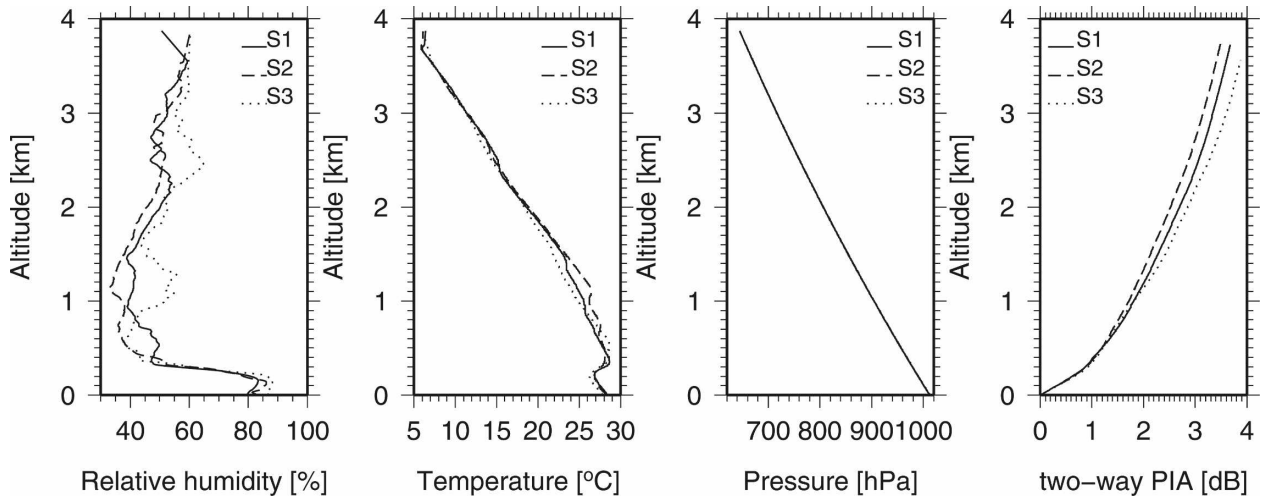 4
3
2
1
0
Altitude [km]
S1
S2
S3
40 60 80 100
Relative humidity [%]
4
3
2
1
0
Altitude [km]
S1
S2
S3
5 10 15 20 25 30
Temperature [ºC]
4
3
2
1
0
Altitude [km]
S1
S2
S3
700 800 900 1000
Pressure [hPa]
4
3
2
1
0
Altitude [km]
S1
S2
S3
0 1 2 3 4
two−way PIA [dB]